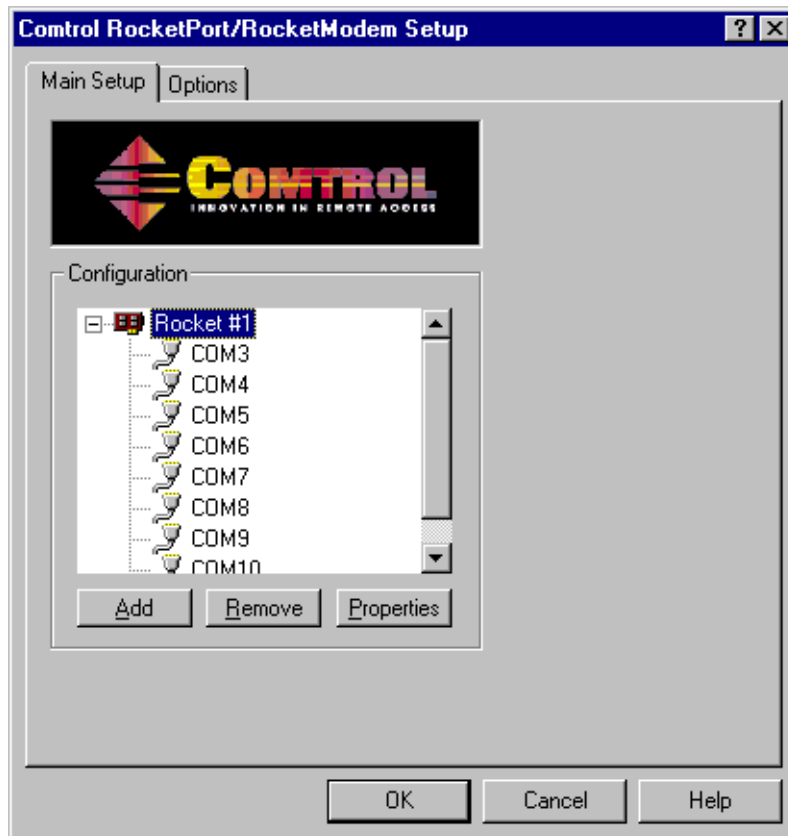 Comtrol RocketPort/RocketModem Setup
Main Setup Options
COMTROL
INNOVATION IN REMOTE ACCESS
Configuration
Rocket #1
COM3
COM4
COM5
COM6
COM7
COM8
COM9
COM10
Add Remove Properties
OK Cancel Help